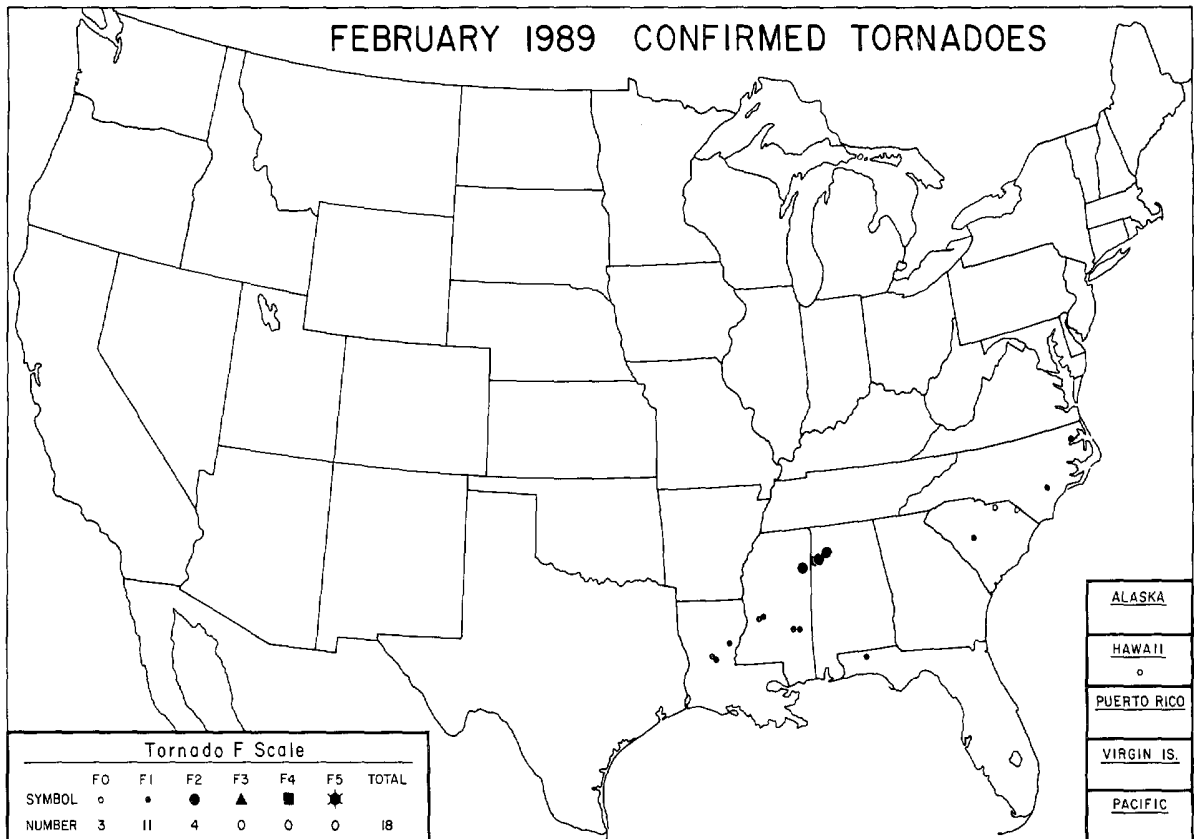 FEBRUARY 1989 CONFIRMED TORNADOES
ALASKA
HAWAII
PUERTO RICO
VIRGIN IS.
PACIFIC
Tornado F Scale
F0 F1 F2 F3 F4 F5 TOTAL
SYMBOL
NUMBER 3 11 4 0 0 0 18